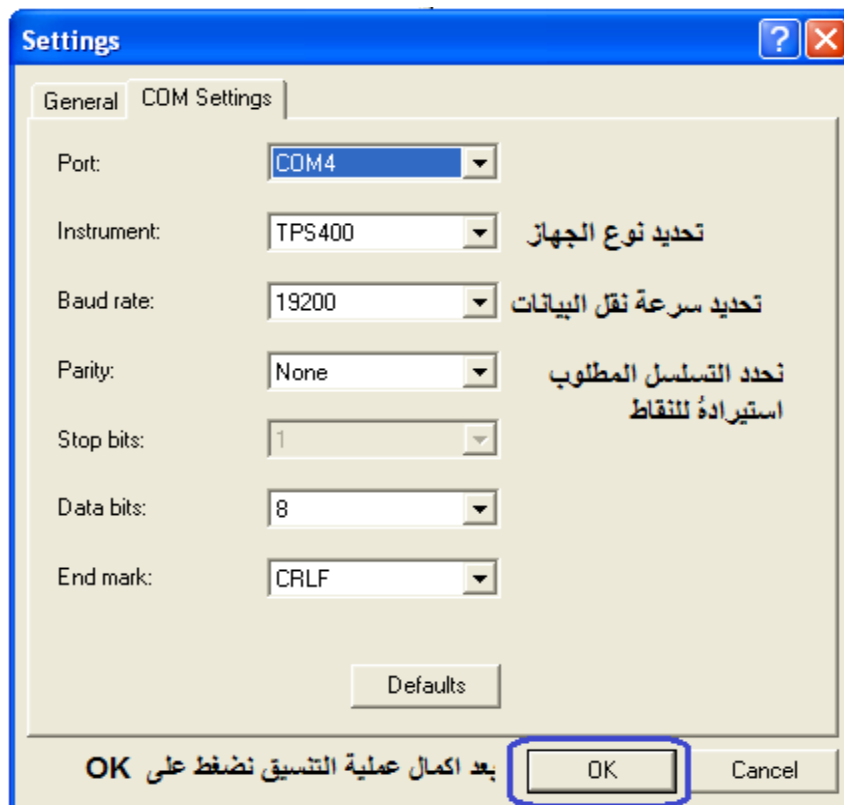 Settings
General COM Settings
Port: COM4
Instrument: TPS400 تحديد نوع الجهاز
Baud rate: 19200 تحديد سرعة نقل البيانات
Parity: None نحدد التسلسل المطلوب
استيرادهُ للنقاط
Stop bits: 1
Data bits: 8
End mark: CRLF
Defaults
بعد اكمال عملية التنسيق نضغط على OK
OK Cancel